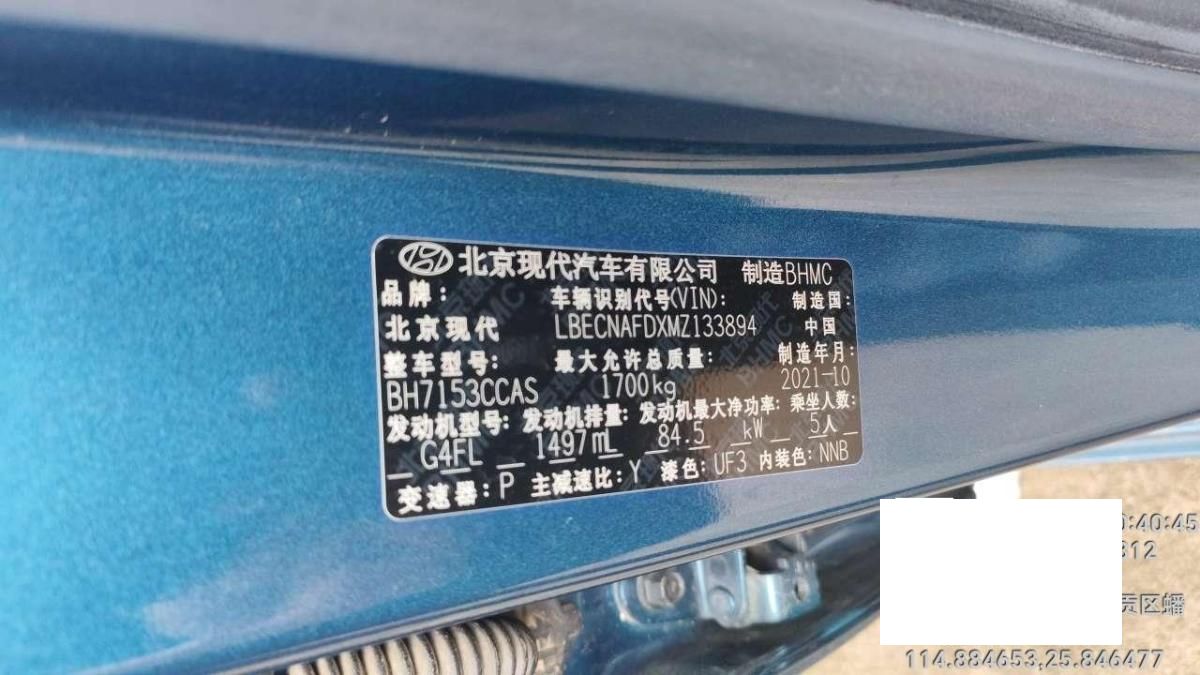 北京现代汽车有限公司 制造BHMC
品牌: 车辆识别代号(VIN): 制造国:
北京现代 LBECNAFDXMZ133894 中国
整车型号: 最大允许总质量: 制造年月:
BH7153CCAS 1700kg 2021-10
发动机型号: 发动机排量: 发动机最大净功率: 乘坐人数:
G4FL 1497mL 84.5 kW 5人
变速器: P 主减速比: Y 漆色: UF3 内装色: NNB
:40:45
312
贡区蟠
114.884653,25.846477